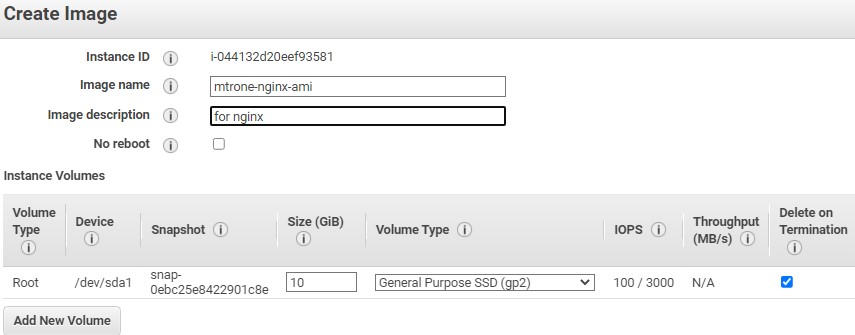 Create Image
Instance ID i-044132d20eef93581
Image name mtrone-nginx-ami
Image description for nginx
No reboot
Instance Volumes
Volume Type Device Snapshot Size (GiB) Volume Type IOPS Throughput (MB/s) Delete on Termination
Root /dev/sda1 snap-0ebc25e8422901c8e 10 General Purpose SSD (gp2) 100 / 3000 N/A
Add New Volume